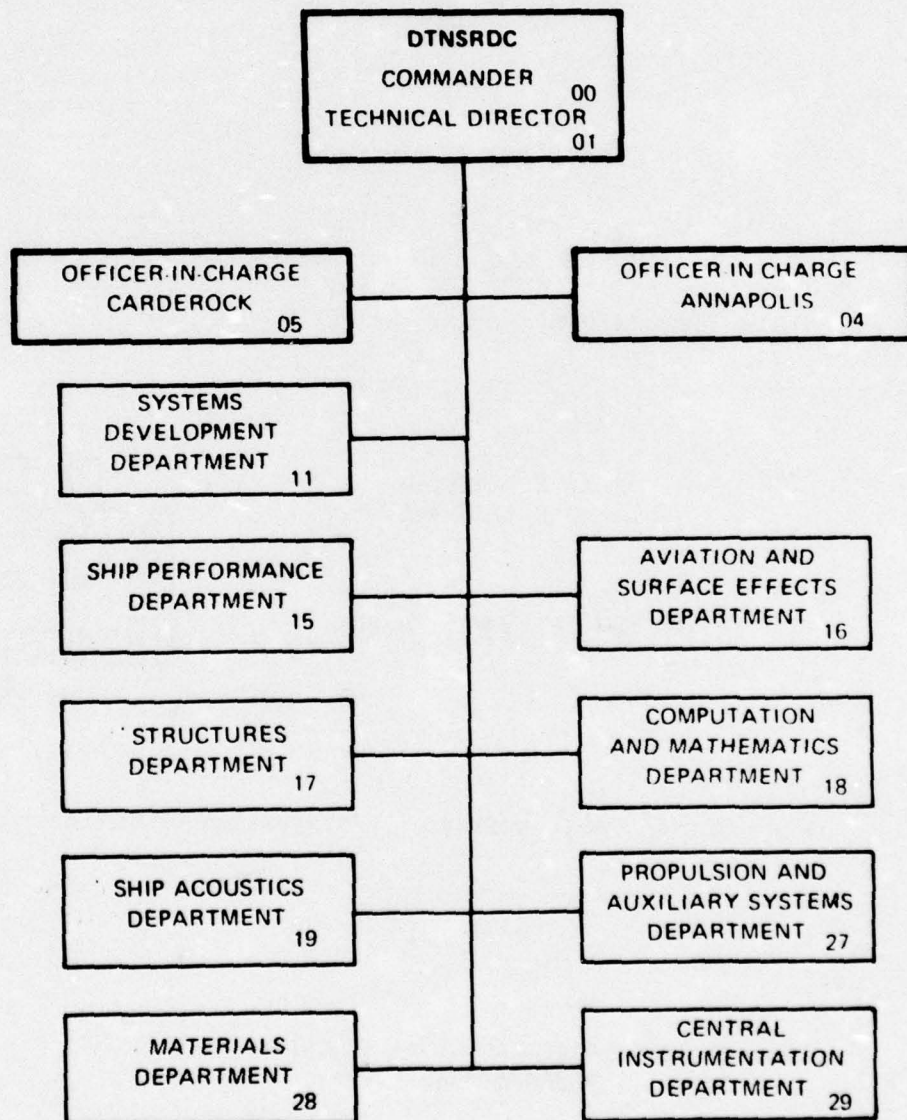 DTNSRDC
COMMANDER
00
TECHNICAL DIRECTOR
01
OFFICER-IN-CHARGE
CARDEROCK
05
OFFICER IN CHARGE
ANNAPOLIS
04
SYSTEMS
DEVELOPMENT
DEPARTMENT
11
SHIP PERFORMANCE
DEPARTMENT
15
AVIATION AND
SURFACE EFFECTS
DEPARTMENT
16
STRUCTURES
DEPARTMENT
17
COMPUTATION
AND MATHEMATICS
DEPARTMENT
18
SHIP ACOUSTICS
DEPARTMENT
19
PROPULSION AND
AUXILIARY SYSTEMS
DEPARTMENT
27
MATERIALS
DEPARTMENT
28
CENTRAL
INSTRUMENTATION
DEPARTMENT
29